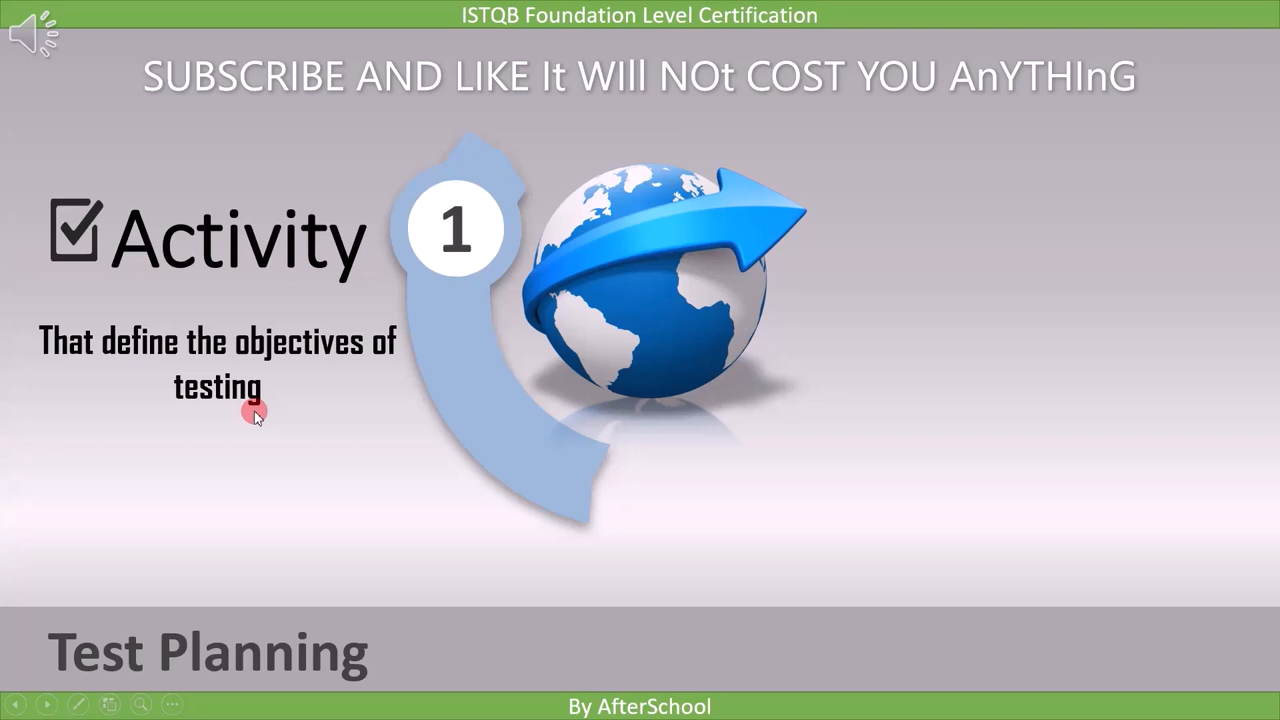 ISTQB Foundation Level Certification
SUBSCRIBE AND LIKE It WIll NOt COST YOU AnYTHInG
Activity
1
That define the objectives of
testing
Test Planning
By AfterSchool